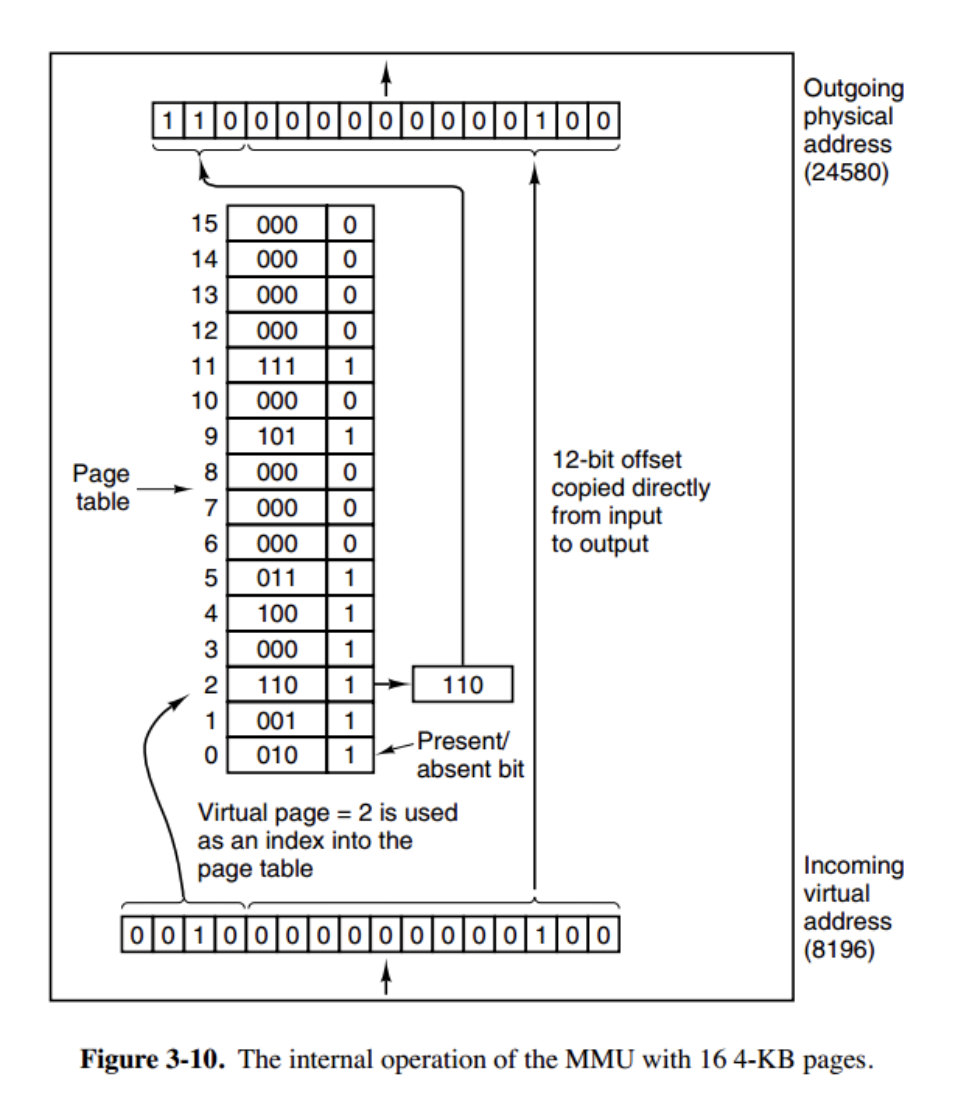 Outgoing
physical
address
(24580)
1 1 0 0 0 0 0 0 0 0 0 0 1 0 0
15 000 0
14 000 0
13 000 0
12 000 0
11 111 1
10 000 0
9 101 1
8 000 0
7 000 0
6 000 0
5 011 1
4 100 1
3 000 1
2 110 1
1 001 1
0 010 1
Page
table
110
12-bit offset
copied directly
from input
to output
Present/
absent bit
Virtual page = 2 is used
as an index into the
page table
Incoming
virtual
address
(8196)
0 0 1 0 0 0 0 0 0 0 0 0 0 1 0 0
Figure 3-10. The internal operation of the MMU with 16 4-KB pages.